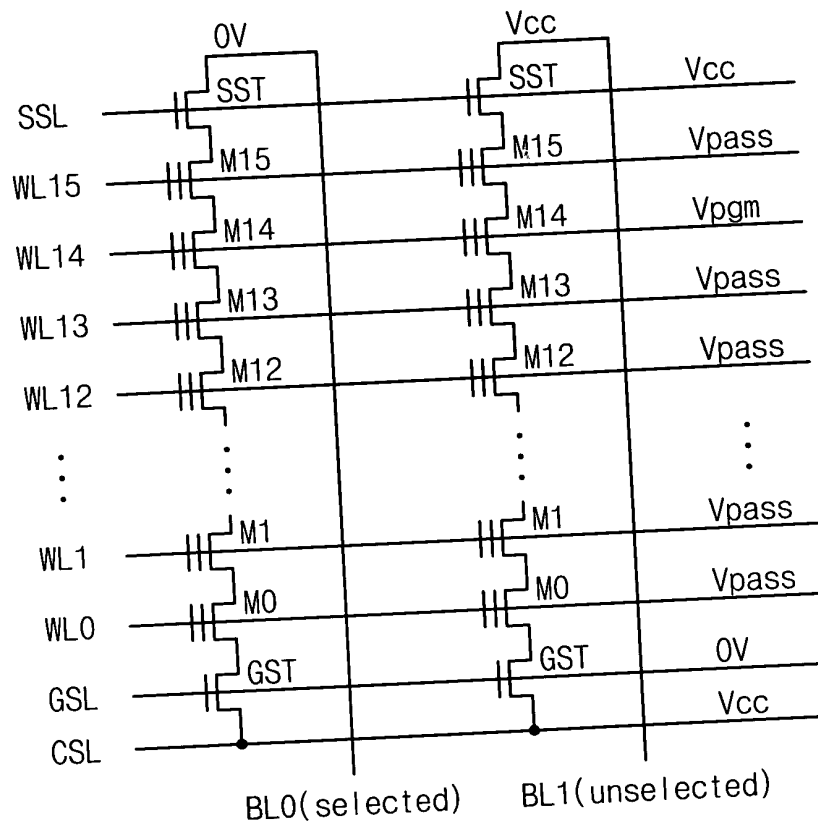 0V Vcc
SSL SST SST Vcc
WL15 M15 M15 Vpass
WL14 M14 M14 Vpgm
WL13 M13 M13 Vpass
WL12 M12 M12 Vpass
WL1 M1 M1 Vpass
WL0 M0 M0 Vpass
GSL GST GST 0V
CSL Vcc
BL0(selected) BL1(unselected)